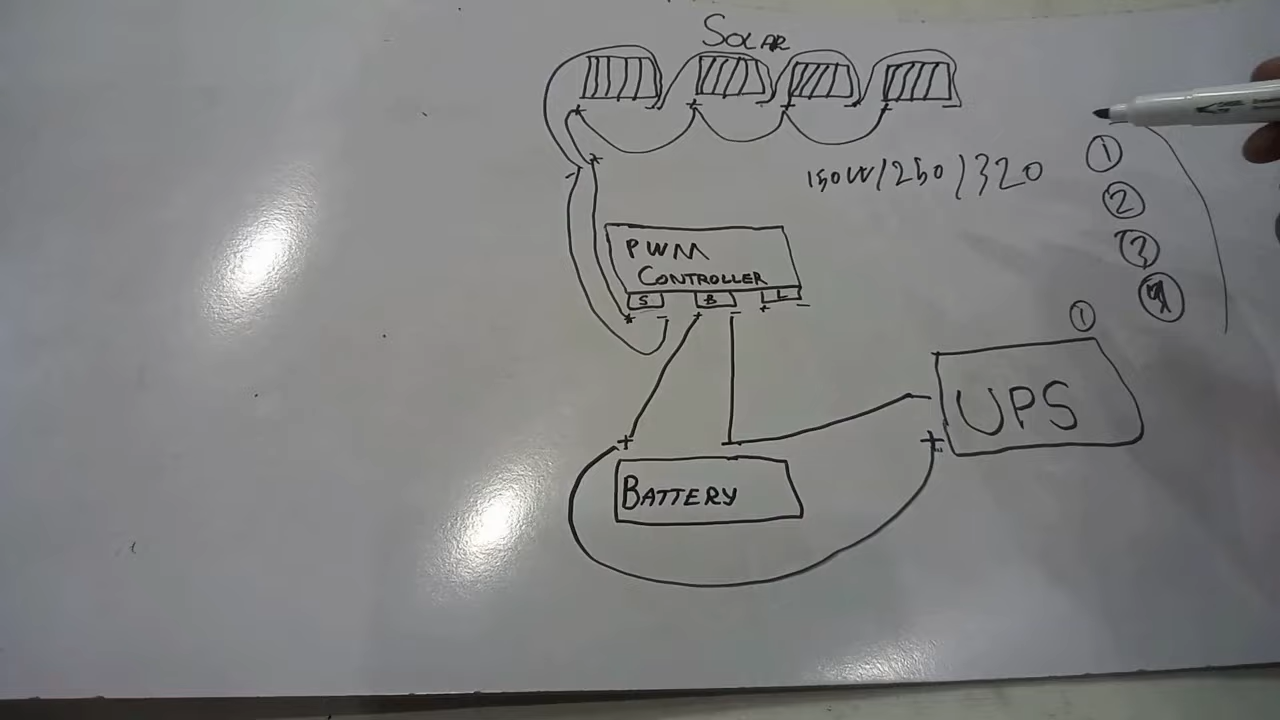 SOLAR
150W/250/320
①
②
③
PWM
CONTROLLER
S B L
①
UPS
BATTERY